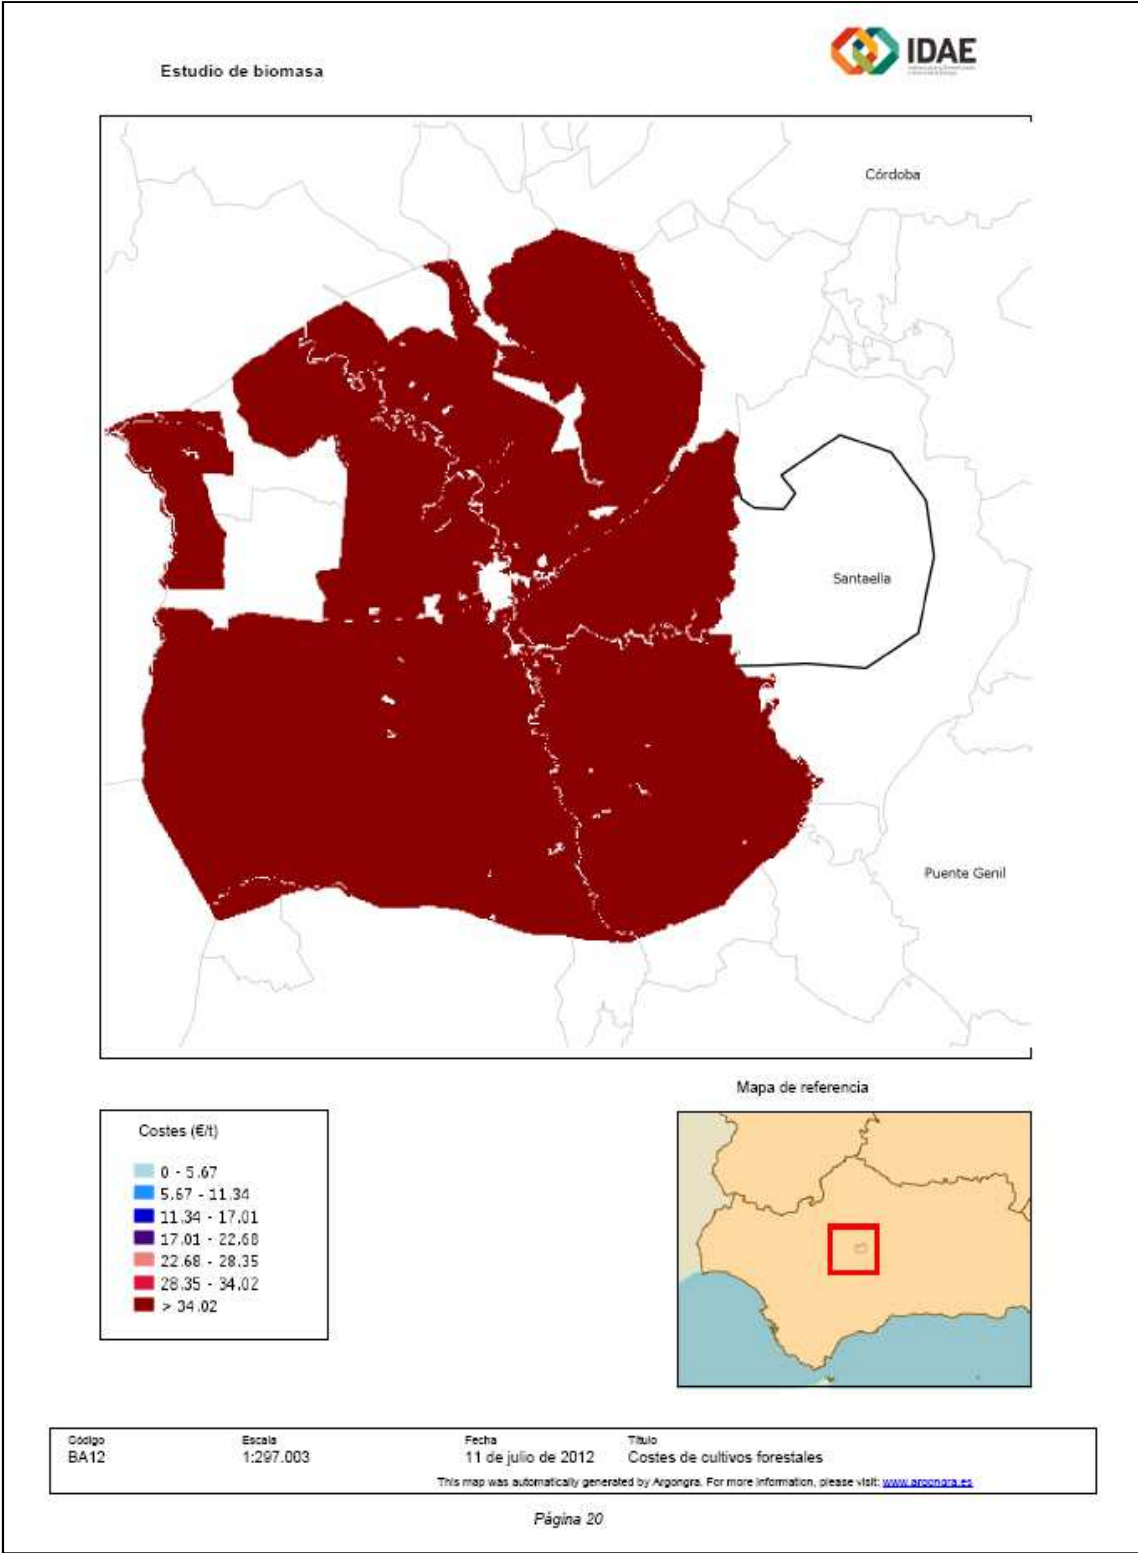 Estudio de biomasa
IDAE
Córdoba
Santaella
Puente Genil
Mapa de referencia
Costes (€/t)
0 - 5.67
5.67 - 11.34
11.34 - 17.01
17.01 - 22.68
22.68 - 28.35
28.35 - 34.02
> 34.02
Código Escala Fecha Título
BA12 1:297.003 11 de julio de 2012 Costes de cultivos forestales
This map was automatically generated by Argongra. For more information, please visit: www.argongra.es
Página 20